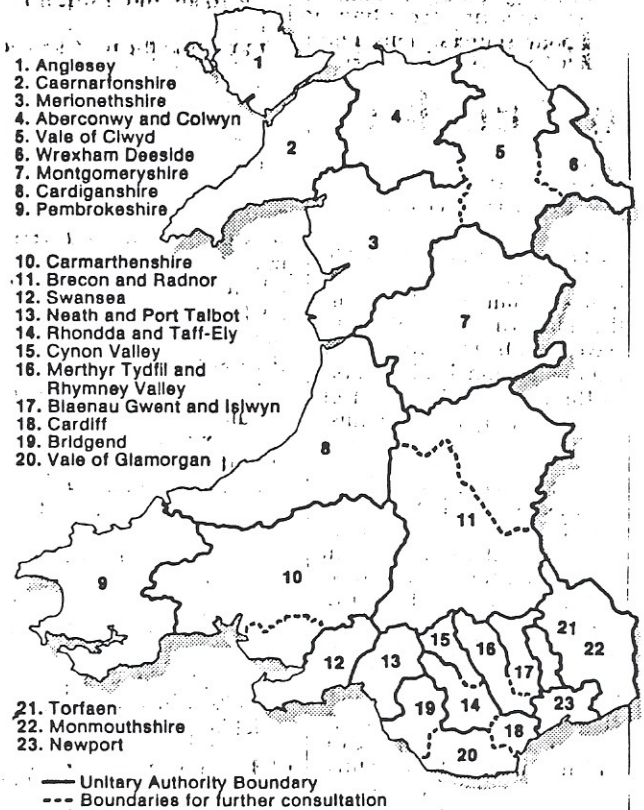 1. Anglesey
2. Caernarfonshire
3. Merionethshire
4. Aberconwy and Colwyn
5. Vale of Clwyd
6. Wrexham Deeside
7. Montgomeryshire
8. Cardiganshire
9. Pembrokeshire
10. Carmarthenshire
11. Brecon and Radnor
12. Swansea
13. Neath and Port Talbot
14. Rhondda and Taff-Ely
15. Cynon Valley
16. Merthyr Tydfil and
Rhymney Valley
17. Blaenau Gwent and Islwyn
18. Cardiff
19. Bridgend
20. Vale of Glamorgan
21. Torfaen
22. Monmouthshire
23. Newport
Unitary Authority Boundary
Boundaries for further consultation
1
2
4
5
6
3
7
8
11
9
10
12
13
15
16
17
21
22
19
14
18
23
20